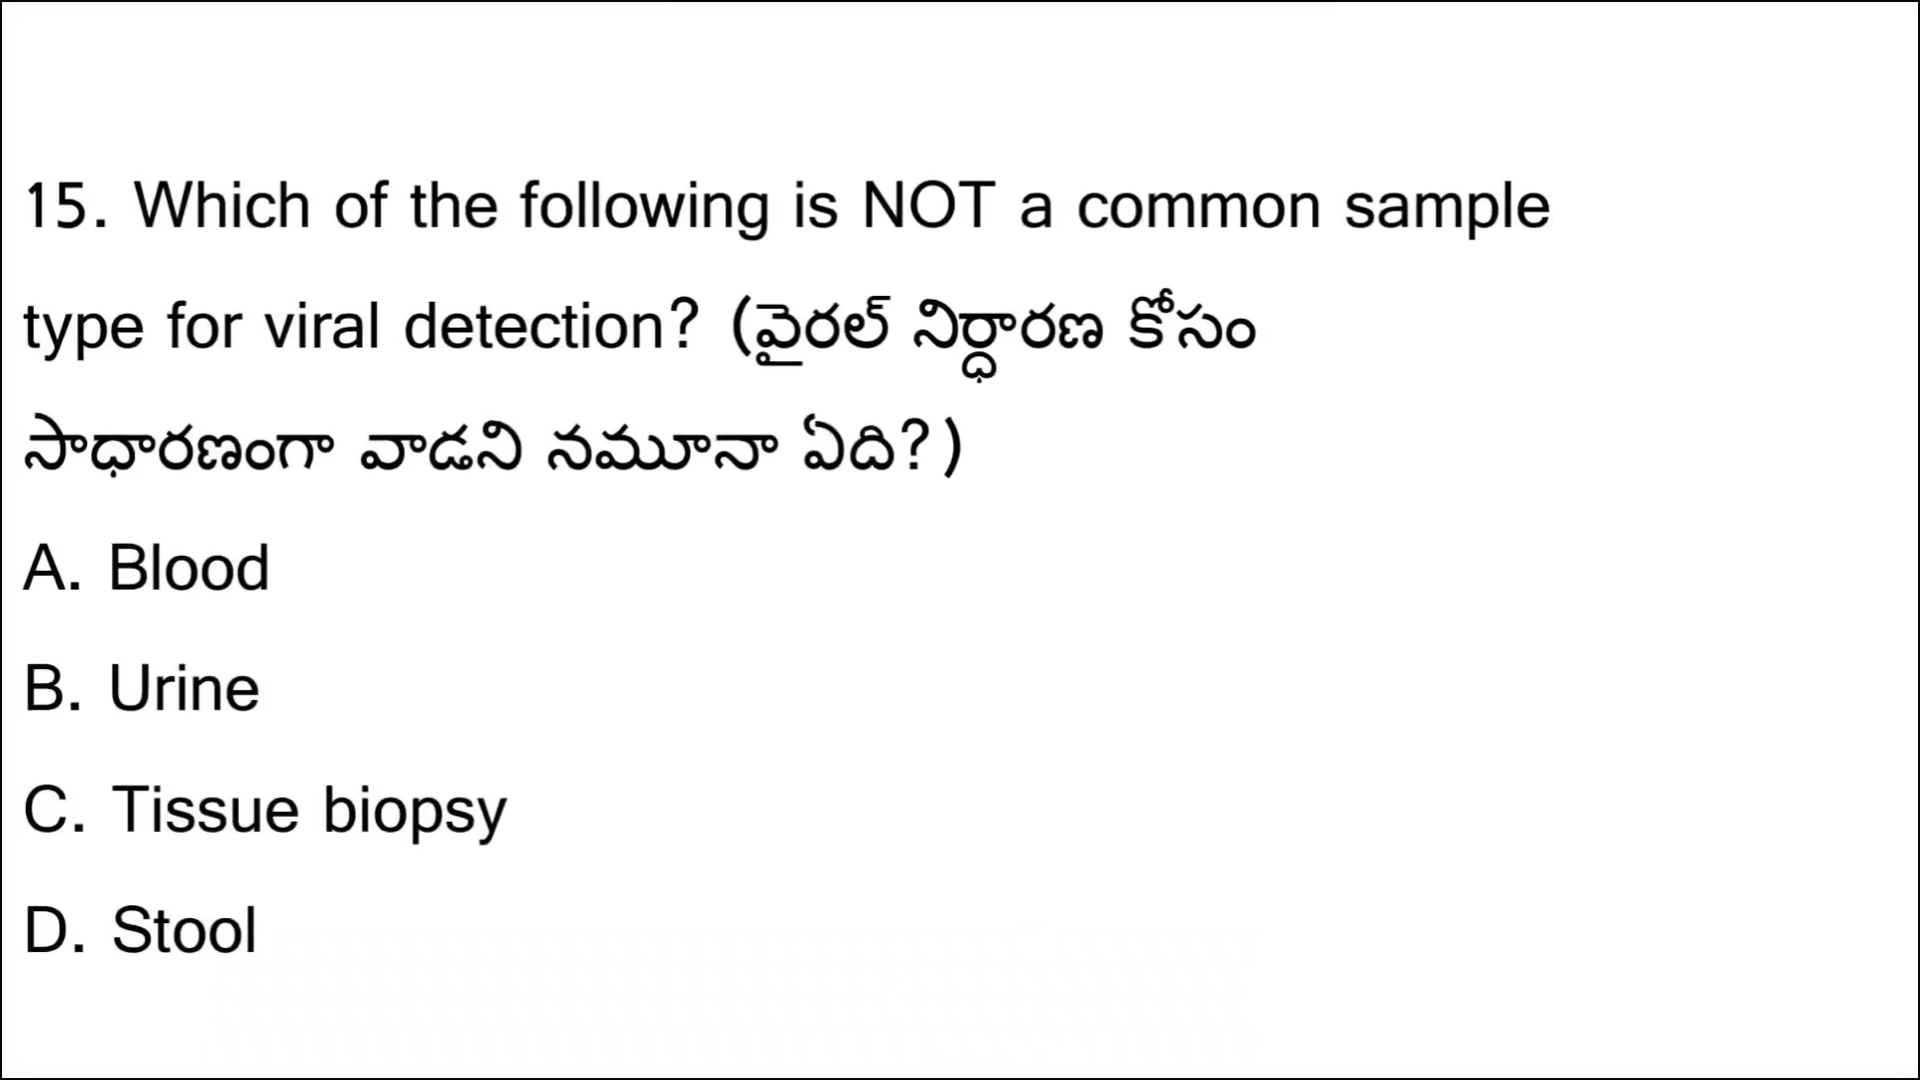 15. Which of the following is NOT a common sample
type for viral detection? (వైరల్ నిర్ధారణ కోసం
సాధారణంగా వాడని నమూనా ఏది?)
A. Blood
B. Urine
C. Tissue biopsy
D. Stool